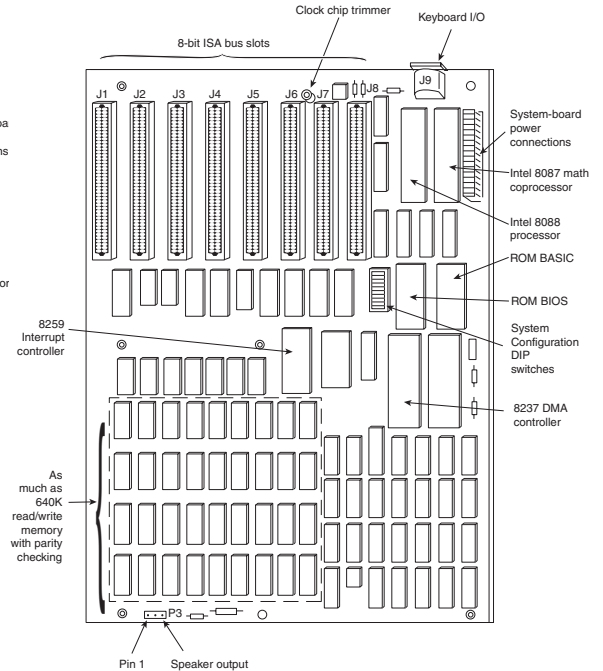 Clock chip trimmer
Keyboard I/O
8-bit ISA bus slots
J1 J2 J3 J4 J5 J6 J7 J8 J9
System-board
power
connections
Intel 8087 math
coprocessor
Intel 8088
processor
ROM BASIC
ROM BIOS
System
Configuration
DIP
switches
8237 DMA
controller
8259
Interrupt
controller
As
much as
640K
read/write
memory
with parity
checking
P3
Pin 1
Speaker output